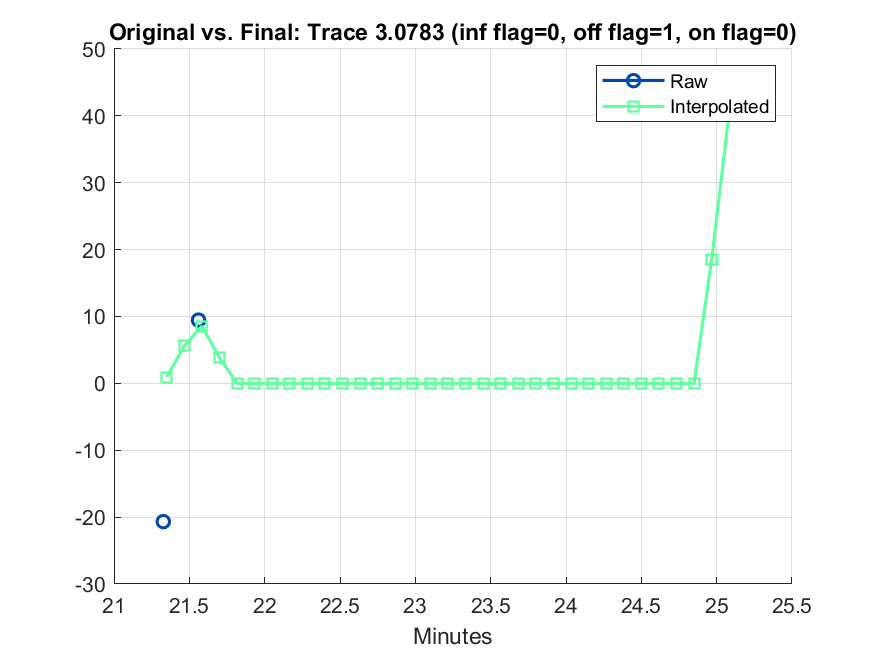 Original vs. Final: Trace 3.0783 (inf flag=0, off flag=1, on flag=0)
50
40
30
20
10
0
-10
-20
-30
Raw
Interpolated
21 21.5 22 22.5 23 23.5 24 24.5 25 25.5
Minutes